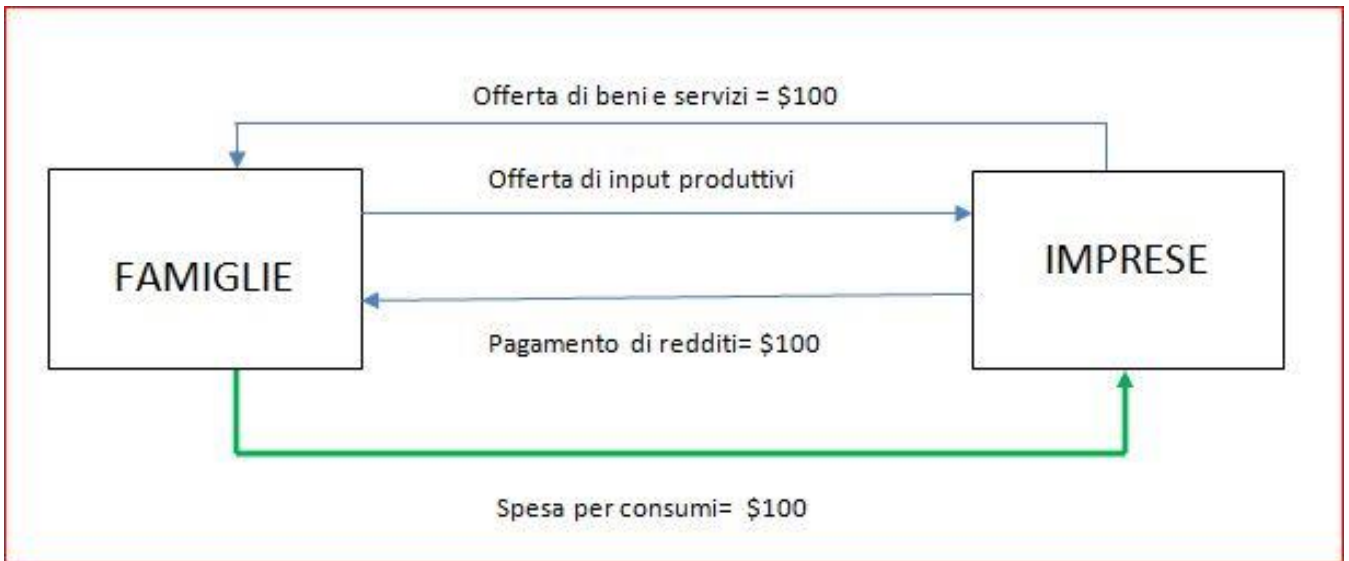 Offerta di beni e servizi = $100
Offerta di input produttivi
FAMIGLIE
IMPRESE
Pagamento di redditi= $100
Spesa per consumi= $100